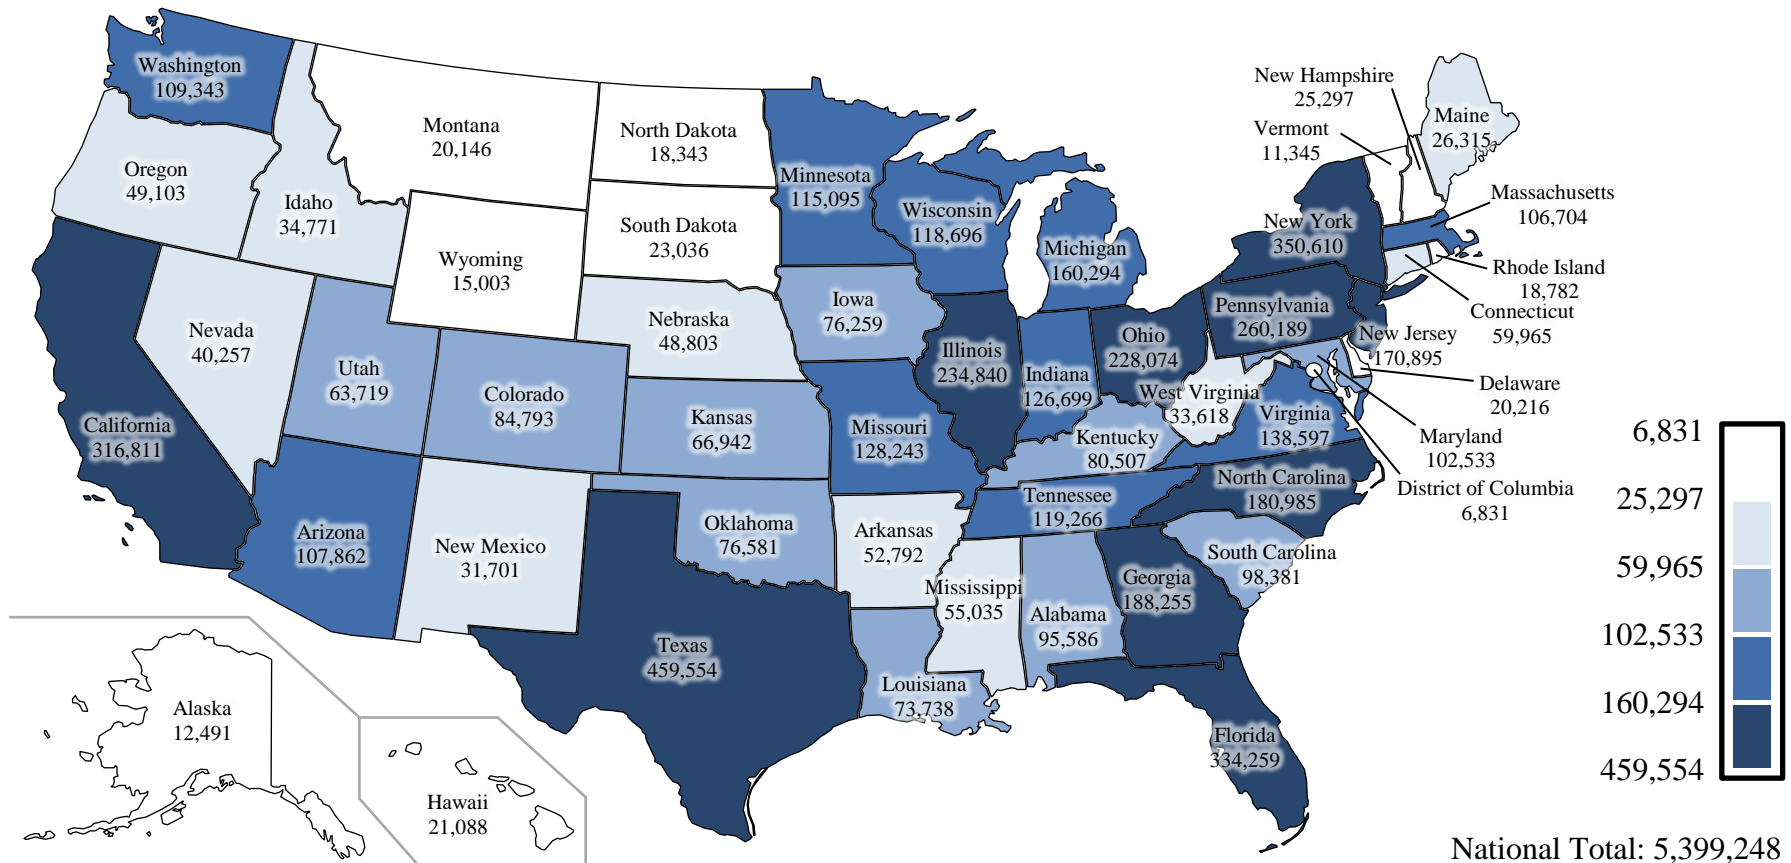 Washington
109,343
Oregon
49,103
Idaho
34,771
Montana
20,146
North Dakota
18,343
South Dakota
23,036
Wyoming
15,003
Minnesota
115,095
Wisconsin
118,696
Michigan
160,294
New York
350,610
Vermont
11,345
New Hampshire
25,297
Maine
26,315
Massachusetts
106,704
Rhode Island
18,782
Connecticut
59,965
New Jersey
170,895
Pennsylvania
260,189
Delaware
20,216
Maryland
102,533
District of Columbia
6,831
California
316,811
Nevada
40,257
Utah
63,719
Colorado
84,793
Nebraska
48,803
Iowa
76,259
Kansas
66,942
Missouri
128,243
Illinois
234,840
Indiana
126,699
Ohio
228,074
West Virginia
33,618
Virginia
138,597
Kentucky
80,507
Tennessee
119,266
North Carolina
180,985
South Carolina
98,381
Georgia
188,255
Alabama
95,586
Mississippi
55,035
Arkansas
52,792
Louisiana
73,738
Oklahoma
76,581
Texas
459,554
New Mexico
31,701
Arizona
107,862
Florida
334,259
Alaska
12,491
Hawaii
21,088
6,831
25,297
59,965
102,533
160,294
459,554
National Total: 5,399,248